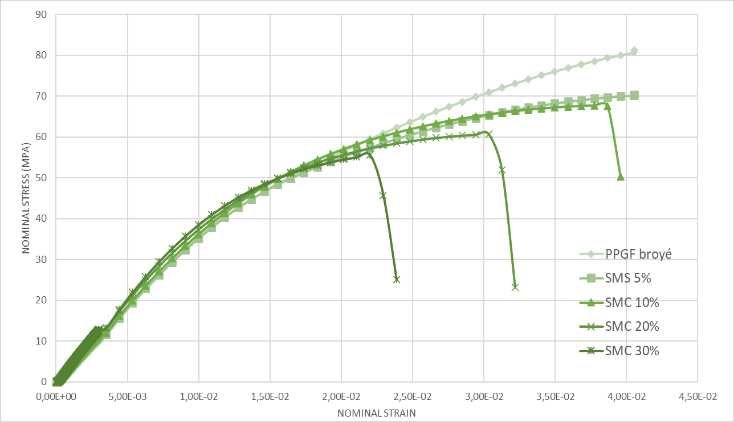 90
80
70
60
50
40
30
20
10
0
NOMINAL STRESS (MPA)
0,00E+00 5,00E-03 1,00E-02 1,50E-02 2,00E-02 2,50E-02 3,00E-02 3,50E-02 4,00E-02 4,50E-02
NOMINAL STRAIN
PPGF broyé
SMS 5%
SMC 10%
SMC 20%
SMC 30%